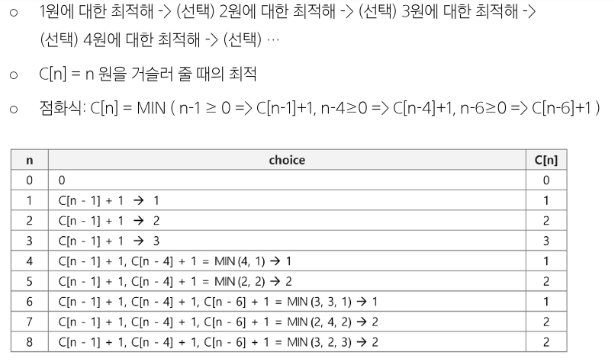 ○ 1원에 대한 최적해 -> (선택) 2원에 대한 최적해 -> (선택) 3원에 대한 최적해 ->
(선택) 4원에 대한 최적해 -> (선택) …
○ C[n] = n 원을 거슬러 줄 때의 최적
○ 점화식: C[n] = MIN ( n-1 ≥ 0 => C[n-1]+1, n-4≥0 => C[n-4]+1, n-6≥0 => C[n-6]+1 )
n choice C[n]
0 0 0
1 C[n - 1] + 1 → 1 1
2 C[n - 1] + 1 → 2 2
3 C[n - 1] + 1 → 3 3
4 C[n - 1] + 1, C[n - 4] + 1 = MIN (4, 1) → 1 1
5 C[n - 1] + 1, C[n - 4] + 1 = MIN (2, 2) → 2 2
6 C[n - 1] + 1, C[n - 4] + 1, C[n - 6] + 1 = MIN (3, 3, 1) → 1 1
7 C[n - 1] + 1, C[n - 4] + 1, C[n - 6] + 1 = MIN (2, 4, 2) → 2 2
8 C[n - 1] + 1, C[n - 4] + 1, C[n - 6] + 1 = MIN (3, 2, 3) → 2 2